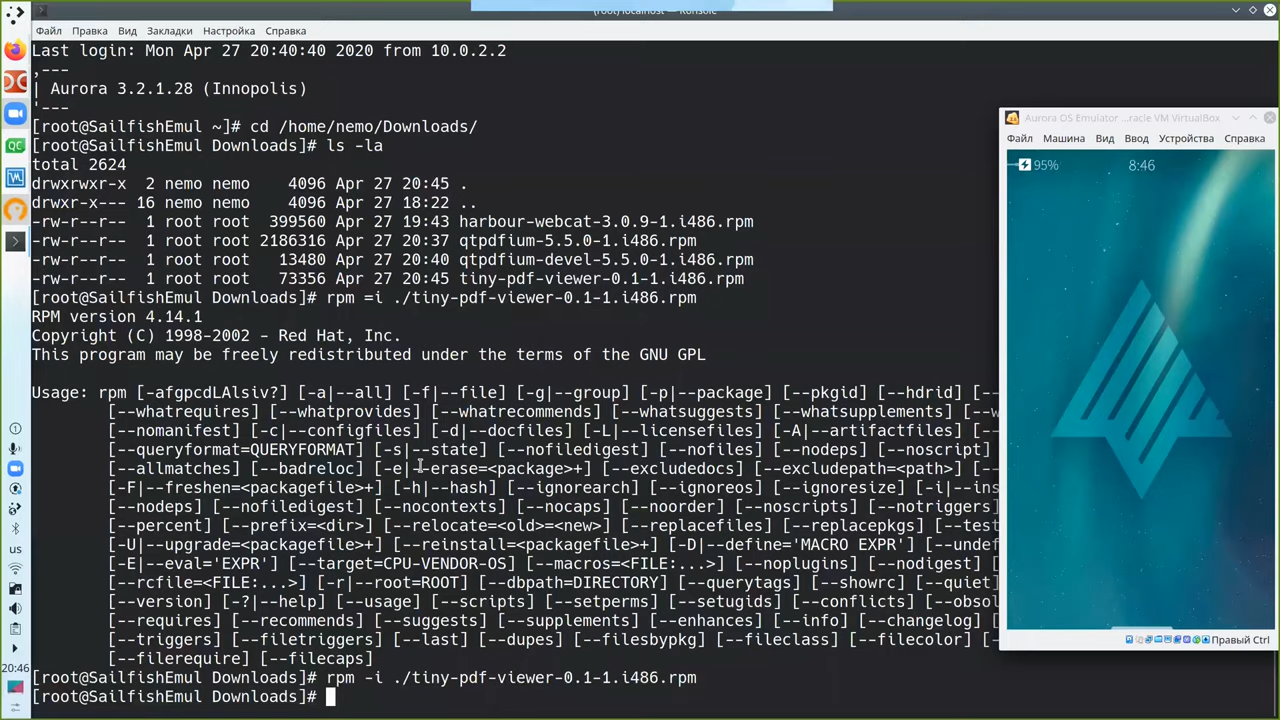 (root) localhost — Konsole
Файл Правка Вид Закладки Настройка Справка
Last login: Mon Apr 27 20:40:40 2020 from 10.0.2.2
,---
| Aurora 3.2.1.28 (Innopolis)
'---
[root@SailfishEmul ~]# cd /home/nemo/Downloads/
[root@SailfishEmul Downloads]# ls -la
total 2624
drwxrwxr-x 2 nemo nemo 4096 Apr 27 20:45 .
drwxr-x--- 16 nemo nemo 4096 Apr 27 18:22 ..
-rw-r--r-- 1 root root 399560 Apr 27 19:43 harbour-webcat-3.0.9-1.i486.rpm
-rw-r--r-- 1 root root 2186316 Apr 27 20:37 qtpdfium-5.5.0-1.i486.rpm
-rw-r--r-- 1 root root 13480 Apr 27 20:40 qtpdfium-devel-5.5.0-1.i486.rpm
-rw-r--r-- 1 root root 73356 Apr 27 20:45 tiny-pdf-viewer-0.1-1.i486.rpm
[root@SailfishEmul Downloads]# rpm =i ./tiny-pdf-viewer-0.1-1.i486.rpm
RPM version 4.14.1
Copyright (C) 1998-2002 - Red Hat, Inc.
This program may be freely redistributed under the terms of the GNU GPL
Usage: rpm [-afgpcdLAlsiv?] [-a|--all] [-f|--file] [-g|--group] [-p|--package] [--pkgid] [--hdrid] [--
[--whatrequires] [--whatprovides] [--whatrecommends] [--whatsuggests] [--whatsupplements] [--w
[--nomanifest] [-c|--configfiles] [-d|--docfiles] [-L|--licensefiles] [-A|--artifactfiles] [--
[--queryformat=QUERYFORMAT] [-s|--state] [--nofiledigest] [--nofiles] [--nodeps] [--noscript]
[--allmatches] [--badreloc] [-e|--erase=<package>+] [--excludedocs] [--excludepath=<path>] [--
[-F|--freshen=<packagefile>+] [-h|--hash] [--ignorearch] [--ignoreos] [--ignoresize] [-i|--ins
[--nodeps] [--nofiledigest] [--nocontexts] [--nocaps] [--noorder] [--noscripts] [--notriggers]
[--percent] [--prefix=<dir>] [--relocate=<old>=<new>] [--replacefiles] [--replacepkgs] [--test
[-U|--upgrade=<packagefile>+] [--reinstall=<packagefile>+] [-D|--define='MACRO EXPR'] [--undef
[-E|--eval='EXPR'] [--target=CPU-VENDOR-OS] [--macros=<FILE:...>] [--noplugins] [--nodigest] [
[--rcfile=<FILE:...>] [-r|--root=ROOT] [--dbpath=DIRECTORY] [--querytags] [--showrc] [--quiet]
[--version] [-?|--help] [--usage] [--scripts] [--setperms] [--setugids] [--conflicts] [--obsol
[--requires] [--recommends] [--suggests] [--supplements] [--enhances] [--info] [--changelog] [
[--triggers] [--filetriggers] [--last] [--dupes] [--filesbypkg] [--fileclass] [--filecolor] [-
[--filerequire] [--filecaps]
[root@SailfishEmul Downloads]# rpm -i ./tiny-pdf-viewer-0.1-1.i486.rpm
[root@SailfishEmul Downloads]#
Aurora OS Emulator ...racle VM VirtualBox
Файл Машина Вид Ввод Устройства Справка
95% 8:46
Правый Ctrl
QC
us
20:46